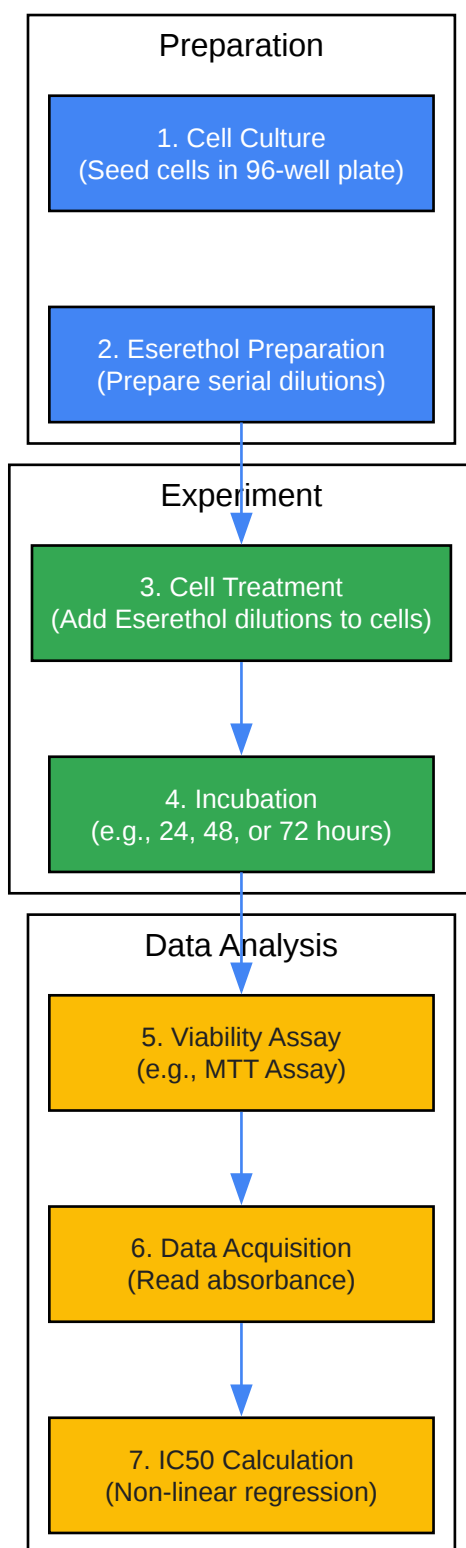 Preparation
1. Cell Culture
(Seed cells in 96-well plate)
2. Eserethol Preparation
(Prepare serial dilutions)
Experiment
3. Cell Treatment
(Add Eserethol dilutions to cells)
4. Incubation
(e.g., 24, 48, or 72 hours)
Data Analysis
5. Viability Assay
(e.g., MTT Assay)
6. Data Acquisition
(Read absorbance)
7. IC50 Calculation
(Non-linear regression)